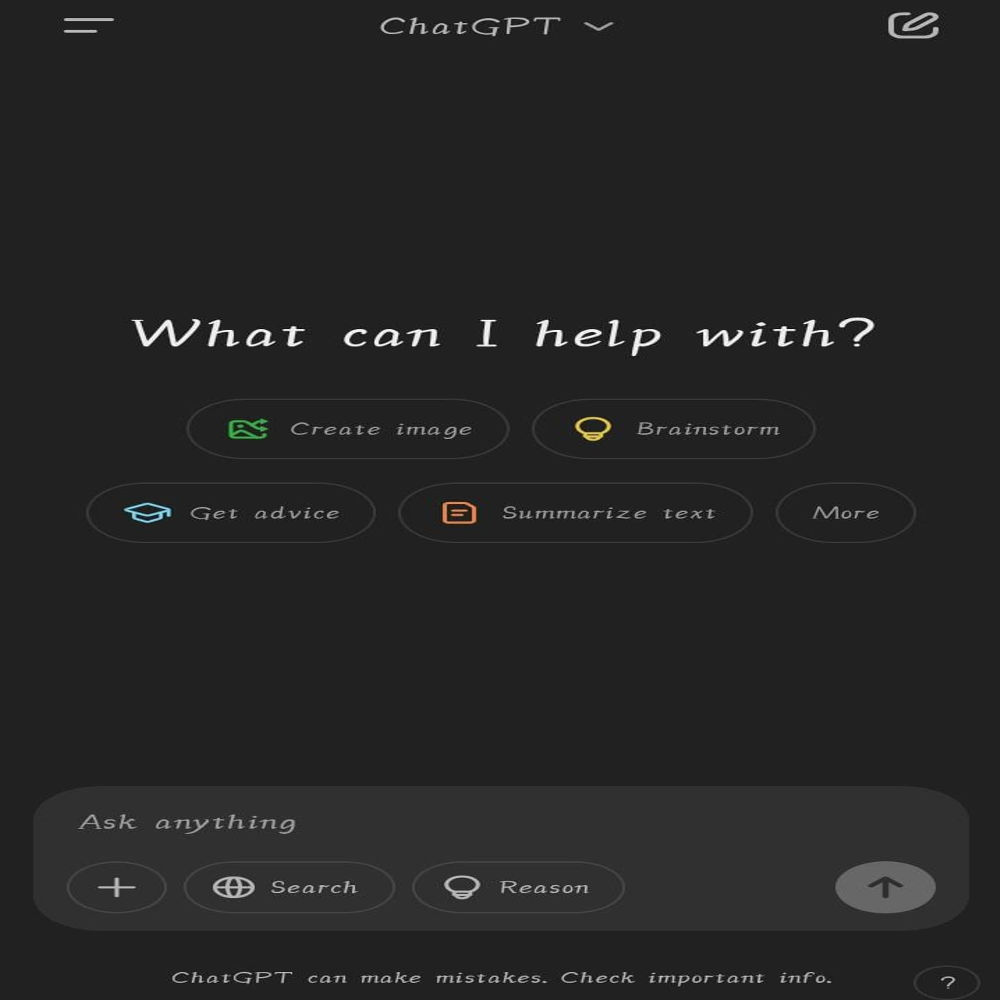 ChatGPT
What can I help with?
Create image Brainstorm
Get advice Summarize text More
Ask anything
Search Reason
ChatGPT can make mistakes. Check important info.
?